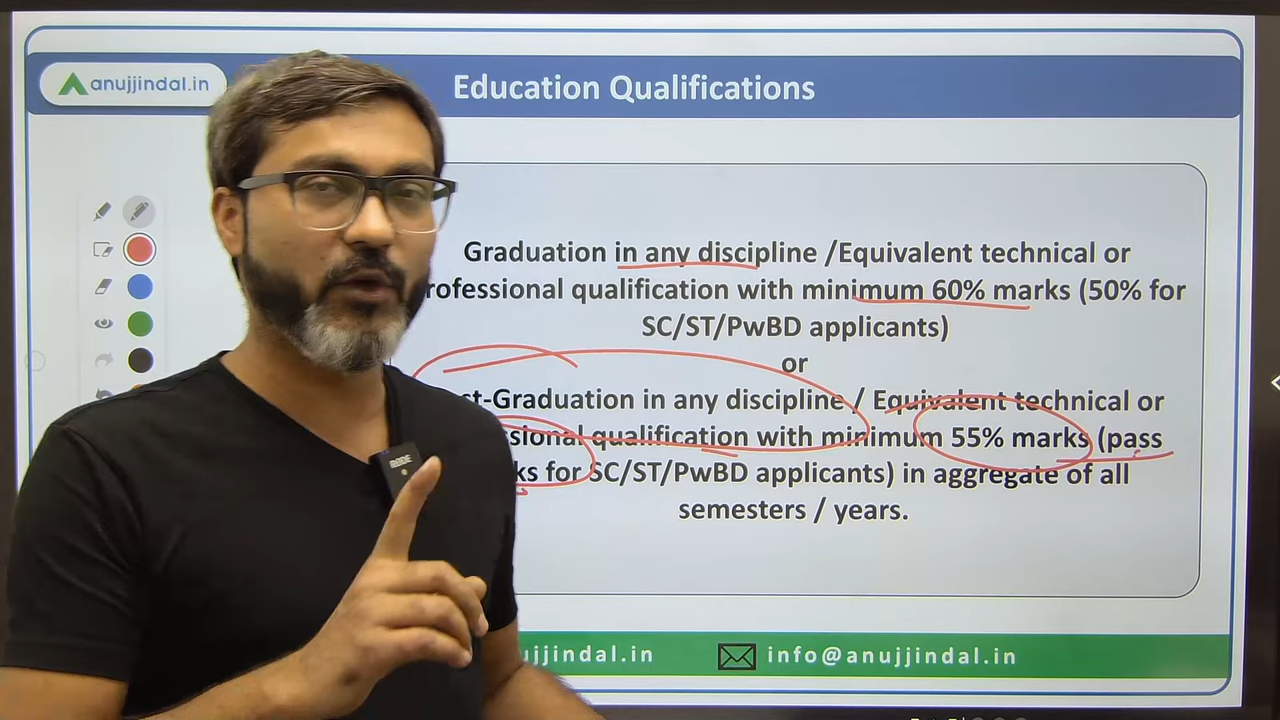 anujjindal.in
Education Qualifications
Graduation in any discipline /Equivalent technical or
rofessional qualification with minimum 60% marks (50% for
SC/ST/PwBD applicants)
or
st-Graduation in any discipline / Equivalent technical or
ssional qualification with minimum 55% marks (pass
ks for SC/ST/PwBD applicants) in aggregate of all
semesters / years.
RODE
ujjindal.in
info@anujjindal.in